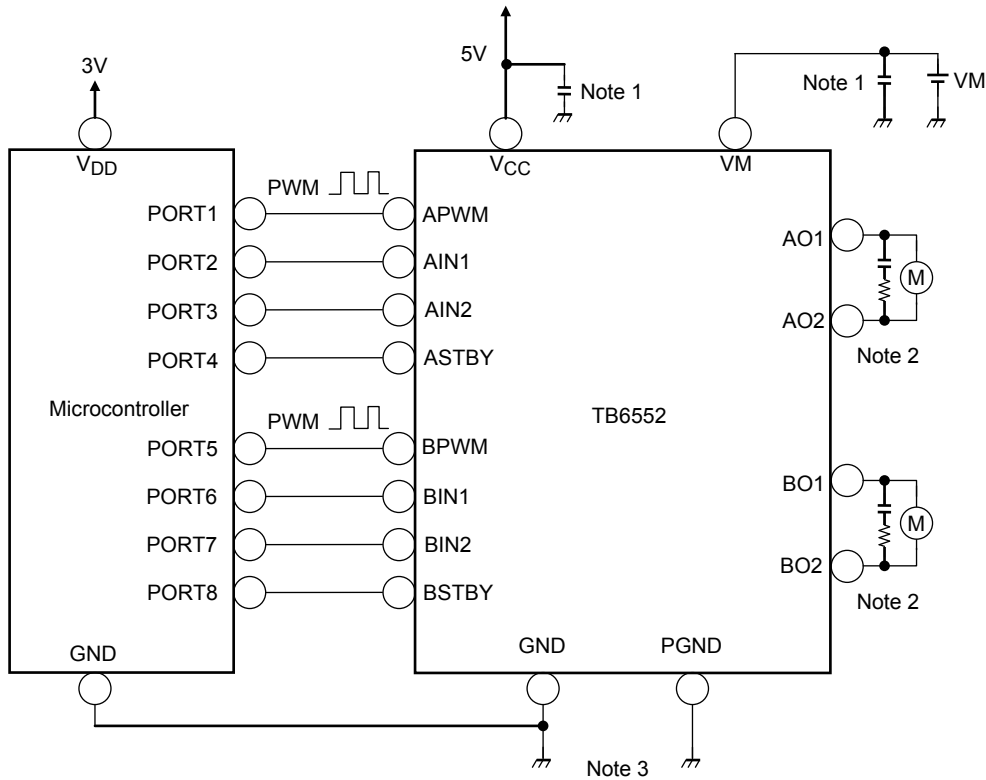 5V
3V
Note 1
Note 1
VM
VDD
VCC
VM
PORT1
PWM
APWM
PORT2
AIN1
PORT3
AIN2
PORT4
ASTBY
AO1
M
AO2
Note 2
Microcontroller
TB6552
PORT5
PWM
BPWM
PORT6
BIN1
PORT7
BIN2
PORT8
BSTBY
BO1
M
BO2
Note 2
GND
GND
PGND
Note 3